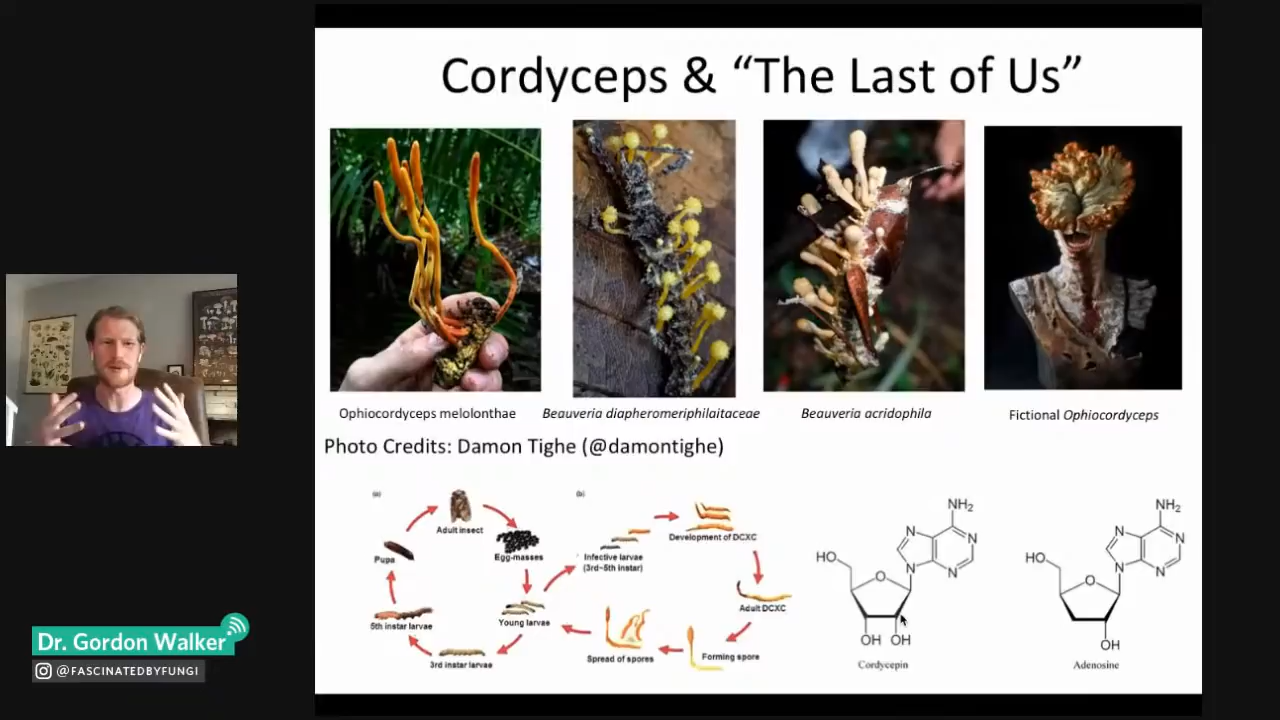 Cordyceps & “The Last of Us”
Ophiocordyceps melolonthae
Beauveria diapheromeriphilaitaceae
Beauveria acridophila
Fictional Ophiocordyceps
Photo Credits: Damon Tighe (@damontighe)
(a)
Adult insect
Pupa
Egg-masses
5th instar larvae
Young larvae
3rd instar larvae
(b)
Infective larvae
(3rd~5th instar)
Development of DCXC
Adult DCXC
Spread of spores
Forming spore
NH2
N
N
N
N
HO
O
OH
OH
Cordycepin
NH2
N
N
N
N
HO
O
OH
Adenosine
Dr. Gordon Walker
@FASCINATEDBYFUNGI